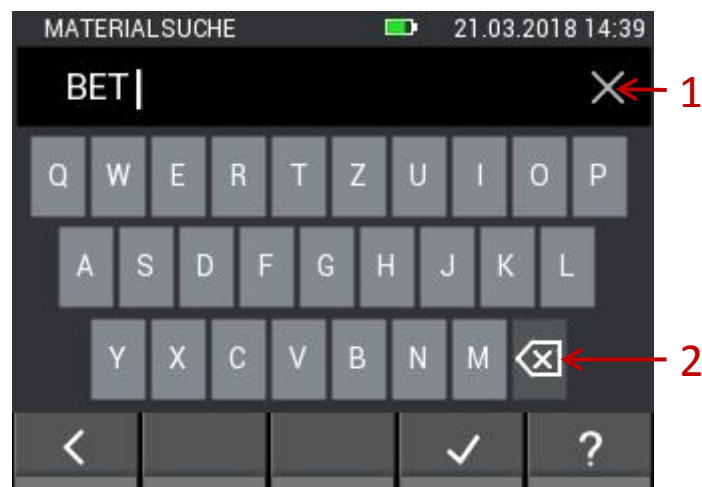 MATERIALSUCHE 21.03.2018 14:39
BET
1
Q W E R T Z U I O P
A S D F G H J K L
Y X C V B N M
2
?